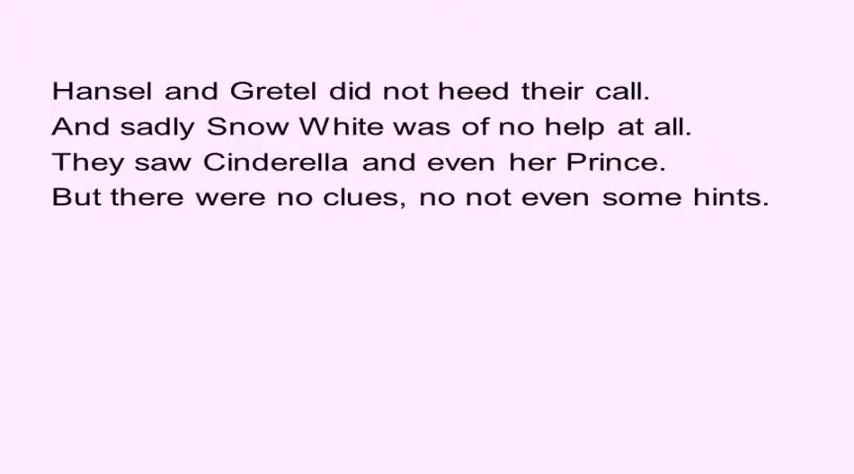 Hansel and Gretel did not heed their call.
And sadly Snow White was of no help at all.
They saw Cinderella and even her Prince.
But there were no clues, no not even some hints.